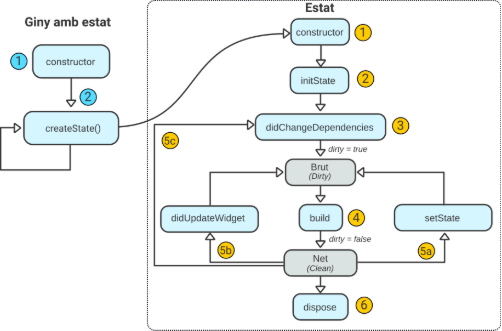 Giny amb estat
1
constructor
2
createState()
Estat
constructor
1
initState
2
didChangeDependencies
3
5c
dirty = true
Brut
(Dirty)
didUpdateWidget
build
4
setState
dirty = false
5b
5a
Net
(Clean)
dispose
6